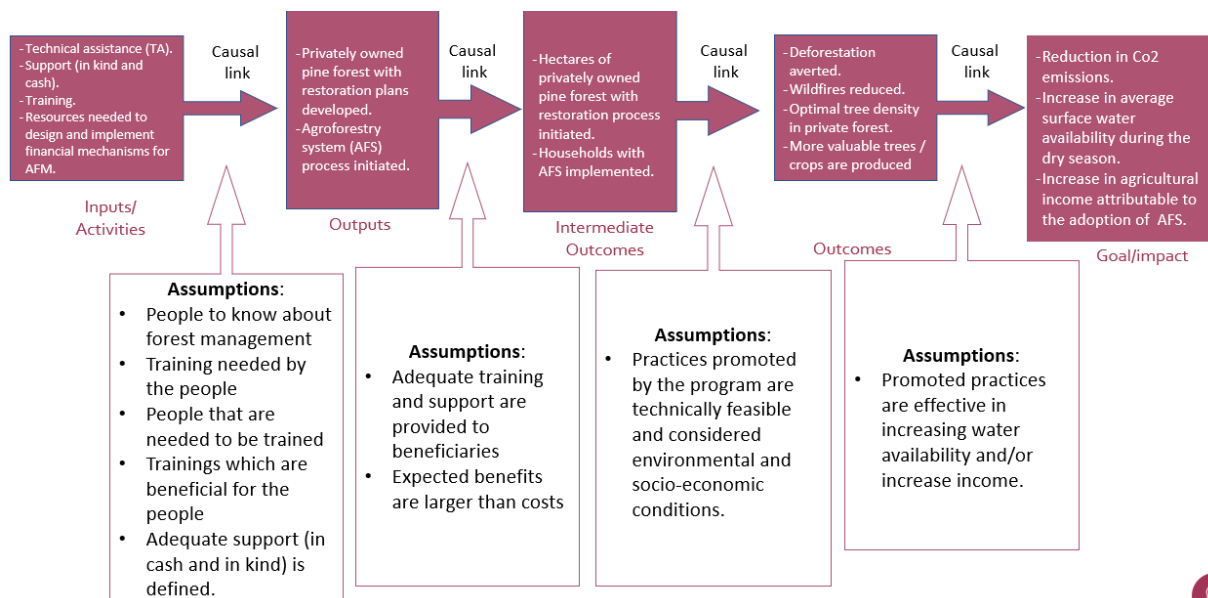 - Technical assistance (TA).
- Support (in kind and
cash).
- Training.
- Resources needed to
design and implement
financial mechanisms for
AFM.
Inputs/
Activities
Causal
link
- Privately owned
pine forest with
restoration plans
developed.
- Agroforestry
system (AFS)
process initiated.
Outputs
Causal
link
- Hectares of
privately owned
pine forest with
restoration process
initiated.
- Households with
AFS implemented.
Intermediate
Outcomes
Causal
link
- Deforestation
averted.
- Wildfires reduced.
- Optimal tree density
in private forest.
- More valuable trees /
crops are produced
Outcomes
Causal
link
- Reduction in Co2
emissions.
- Increase in average
surface water
availability during the
dry season.
- Increase in agricultural
income attributable to
the adoption of AFS.
Goal/impact
Assumptions:
• People to know about
forest management
• Training needed by
the people
• People that are
needed to be trained
• Trainings which are
beneficial for the
people
• Adequate support (in
cash and in kind) is
defined.
Assumptions:
• Adequate training
and support are
provided to
beneficiaries
• Expected benefits
are larger than costs
Assumptions:
• Practices promoted
by the program are
technically feasible
and considered
environmental and
socio-economic
conditions.
Assumptions:
• Promoted practices
are effective in
increasing water
availability and/or
increase income.